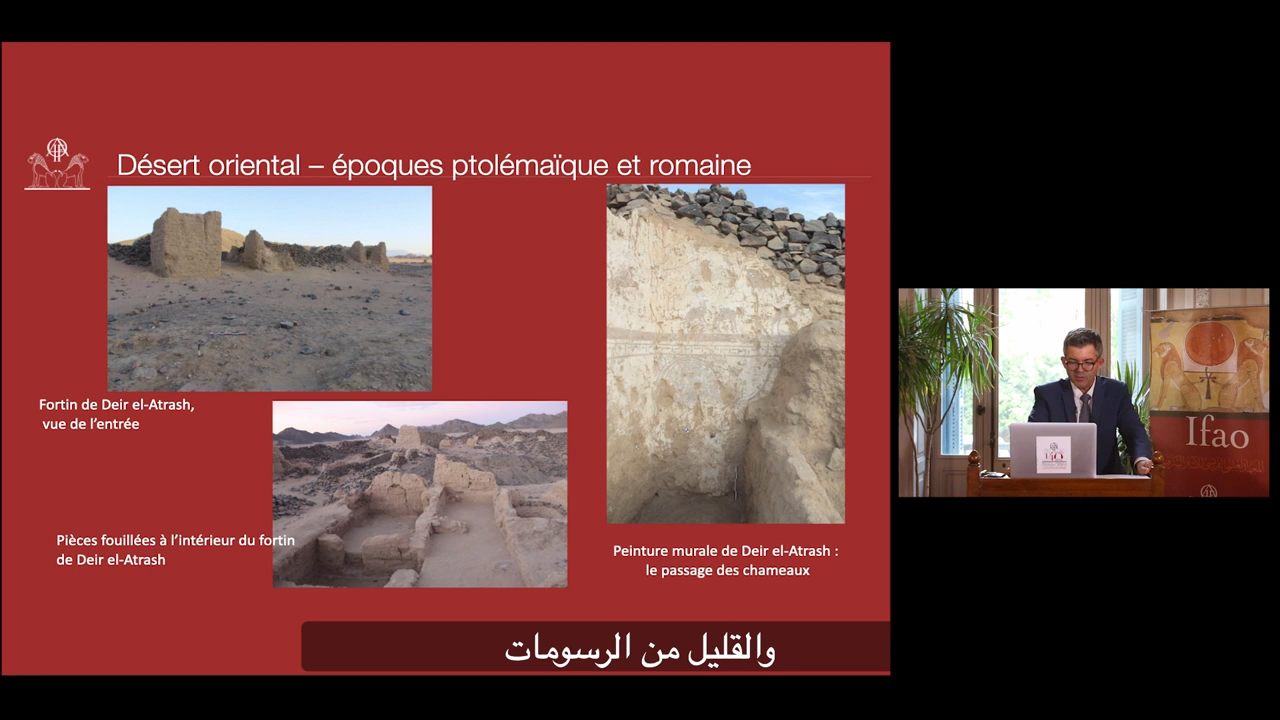 Désert oriental – époques ptolémaïque et romaine
Fortin de Deir el-Atrash,
vue de l’entrée
Pièces fouillées à l’intérieur du fortin
de Deir el-Atrash
Peinture murale de Deir el-Atrash :
le passage des chameaux
والقليل من الرسومات
Ifao